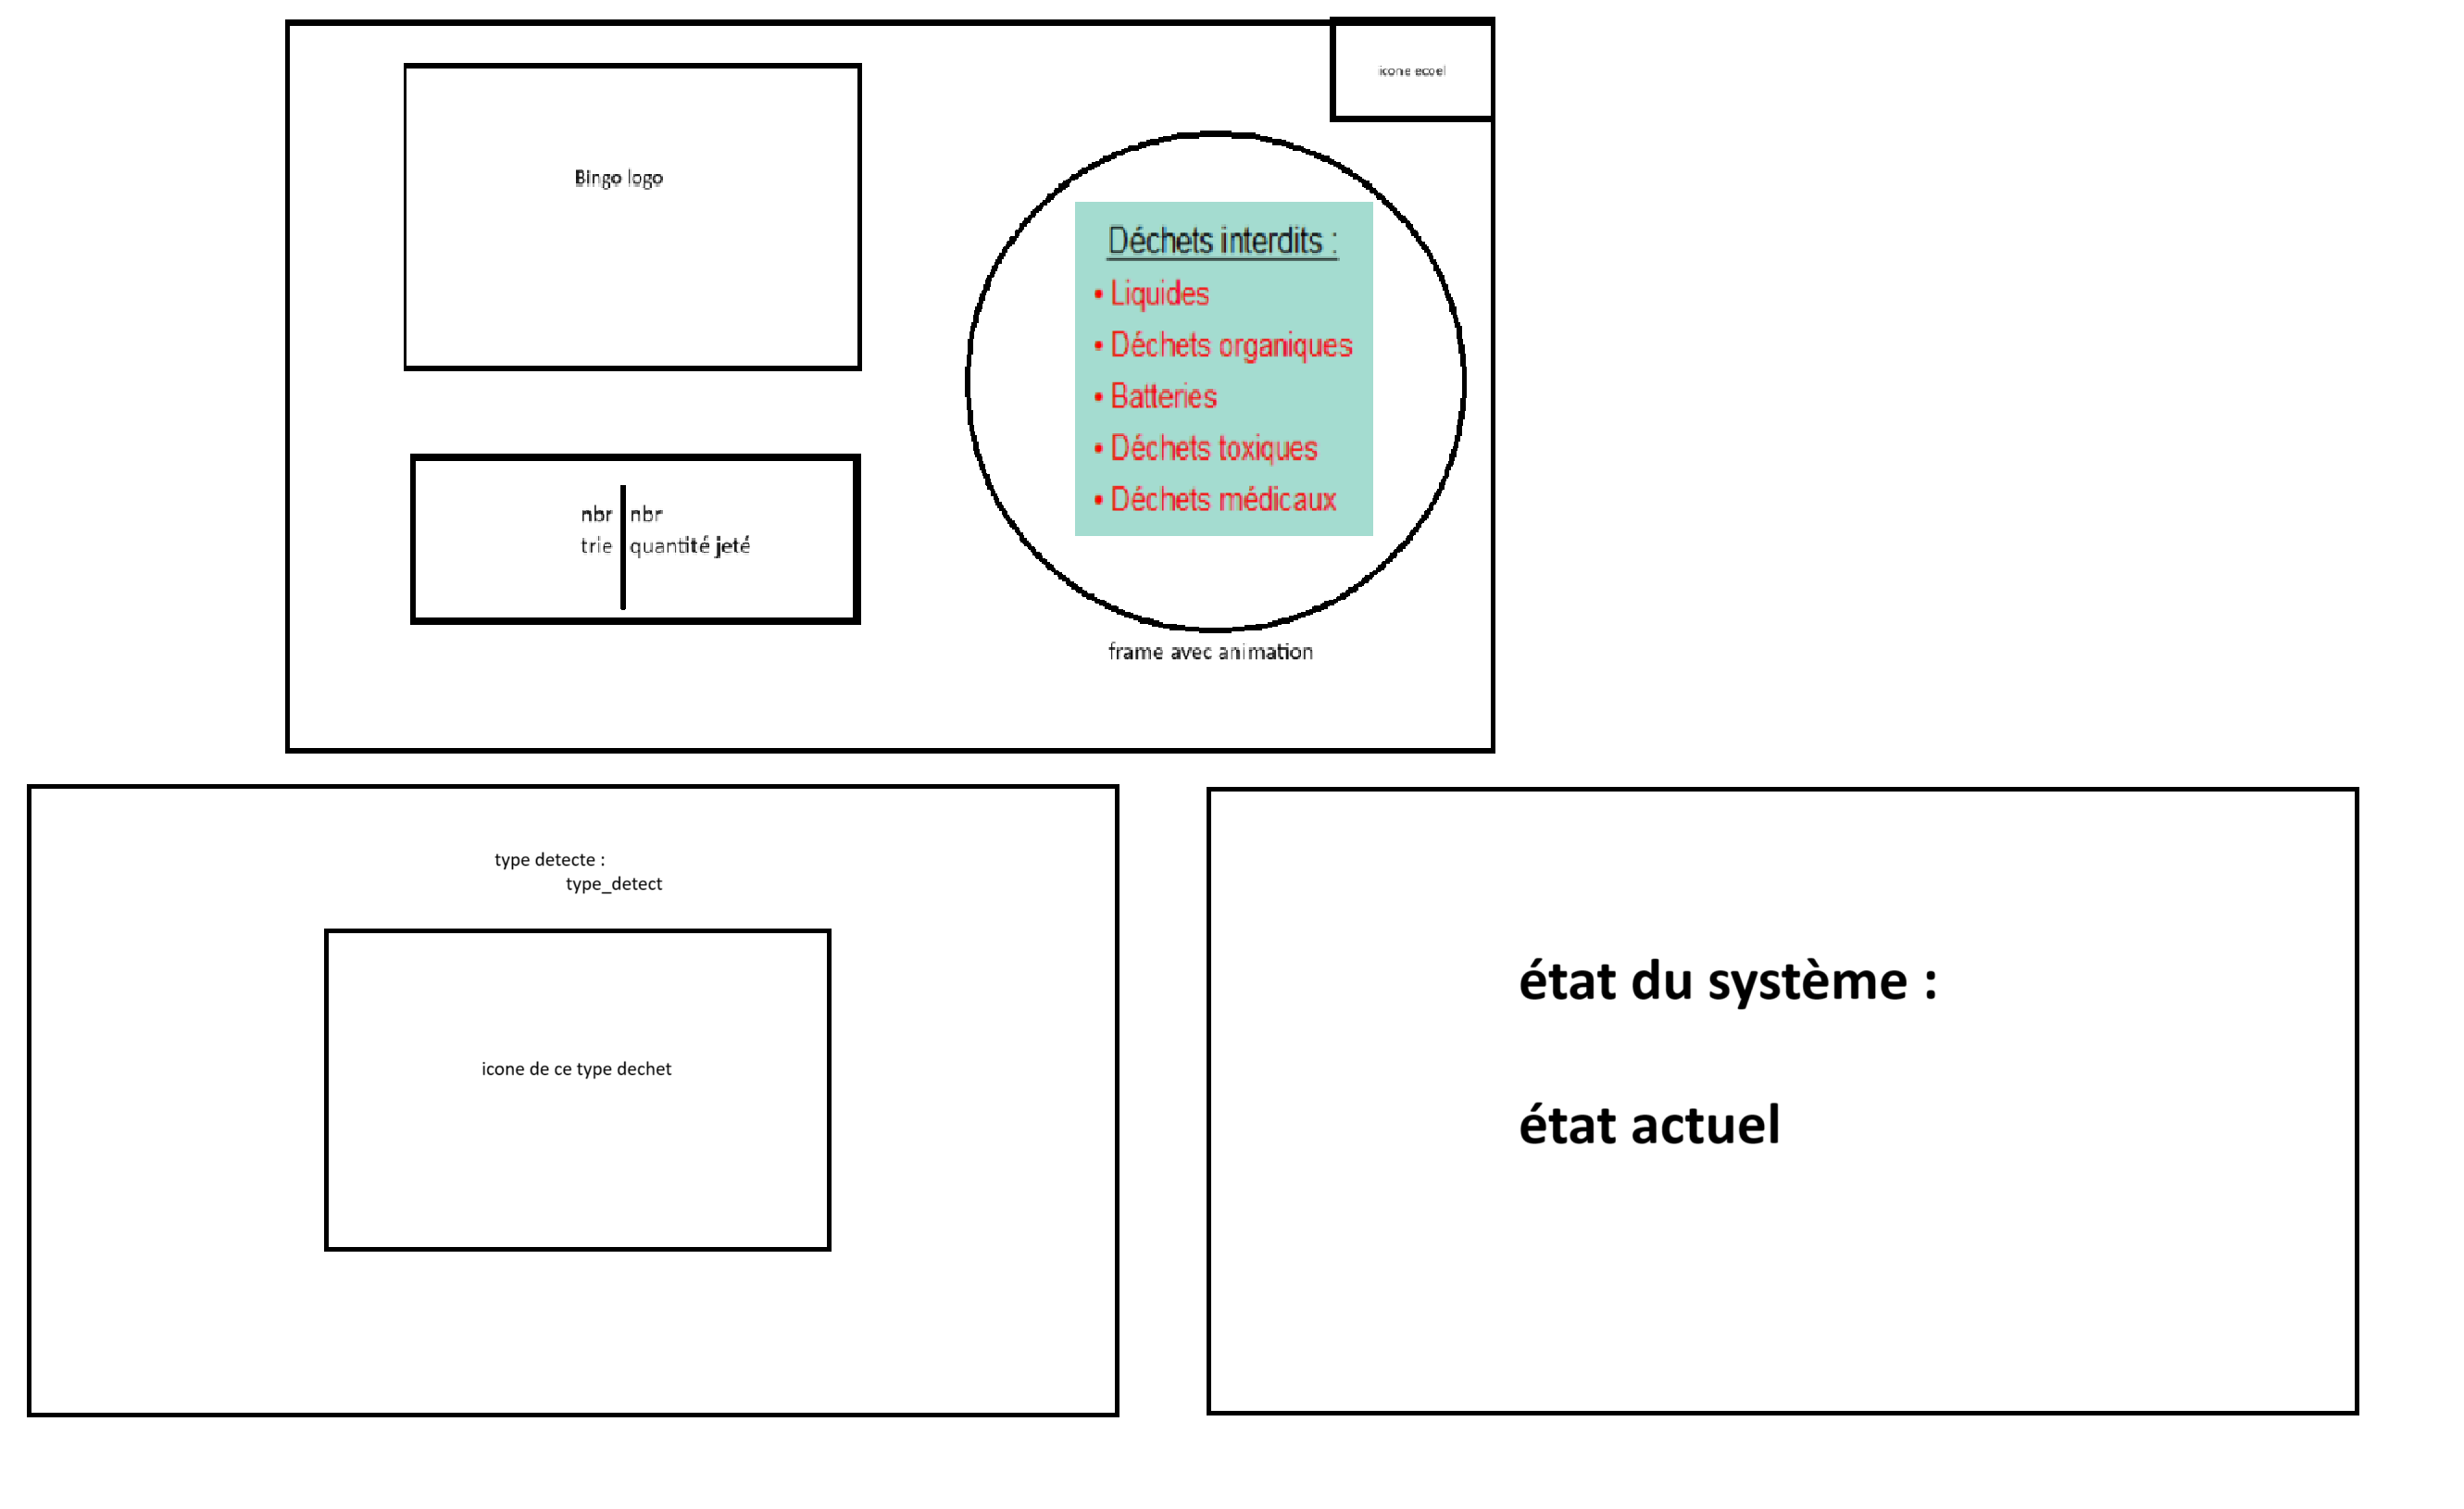 icone ecoel
Bingo logo
Déchets interdits :
• Liquides
• Déchets organiques
• Batteries
• Déchets toxiques
• Déchets médicaux
nbr nbr
trie quantité jeté
frame avec animation
type detecte :
type_detect
icone de ce type dechet
état du système :
état actuel